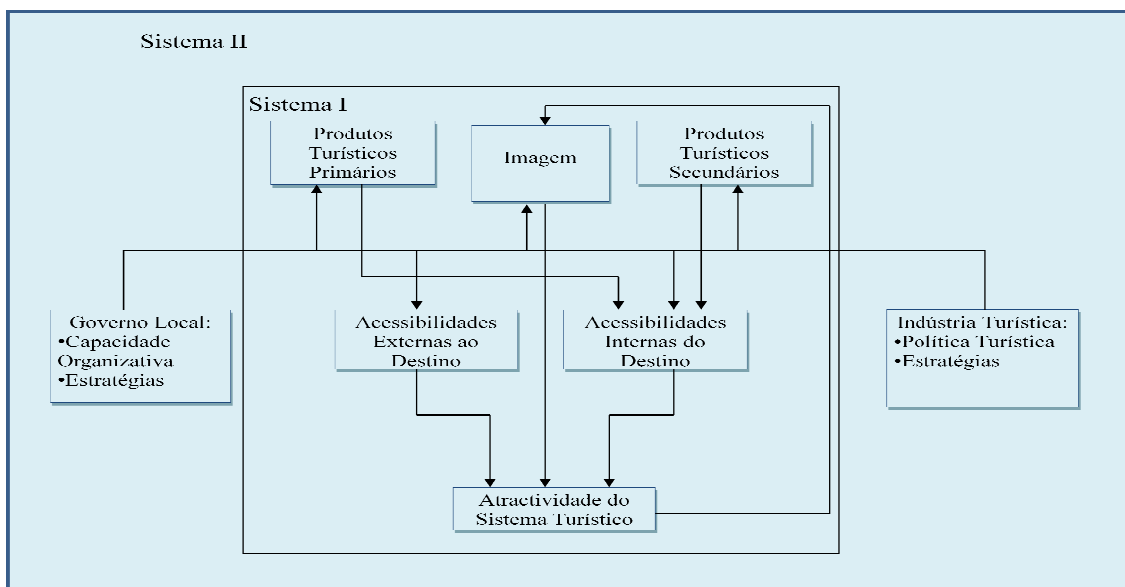 Sistema II
Sistema I
Produtos
Turísticos
Primários
Imagem
Produtos
Turísticos
Secundários
Governo Local:
•Capacidade
Organizativa
•Estratégias
Acessibilidades
Externas ao
Destino
Acessibilidades
Internas do
Destino
Indústria Turística:
•Política Turística
•Estratégias
Atractividade do
Sistema Turístico